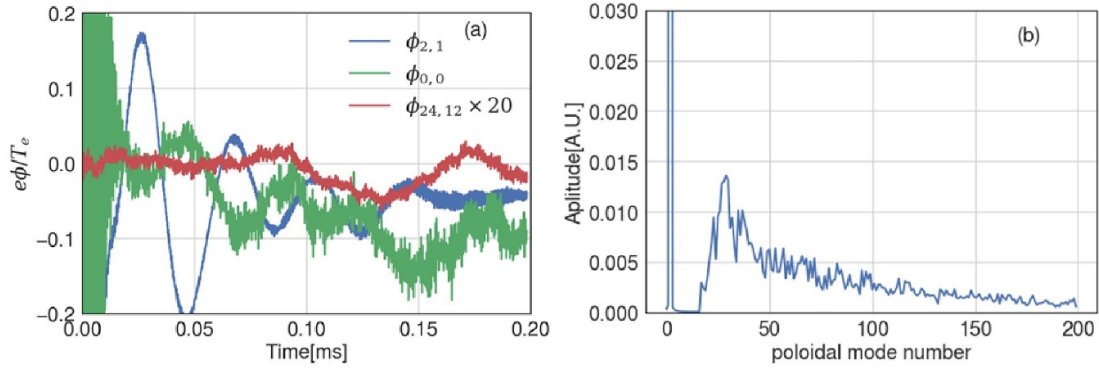 (a)
ϕ2,1
ϕ0,0
ϕ24,12 × 20
0.2
0.1
0.0
−0.1
−0.2
eϕ/Te
0.00 0.05 0.10 0.15 0.20
Time[ms]
(b)
0.030
0.025
0.020
0.015
0.010
0.005
0.000
Aplitude[A.U.]
0 50 100 150 200
poloidal mode number